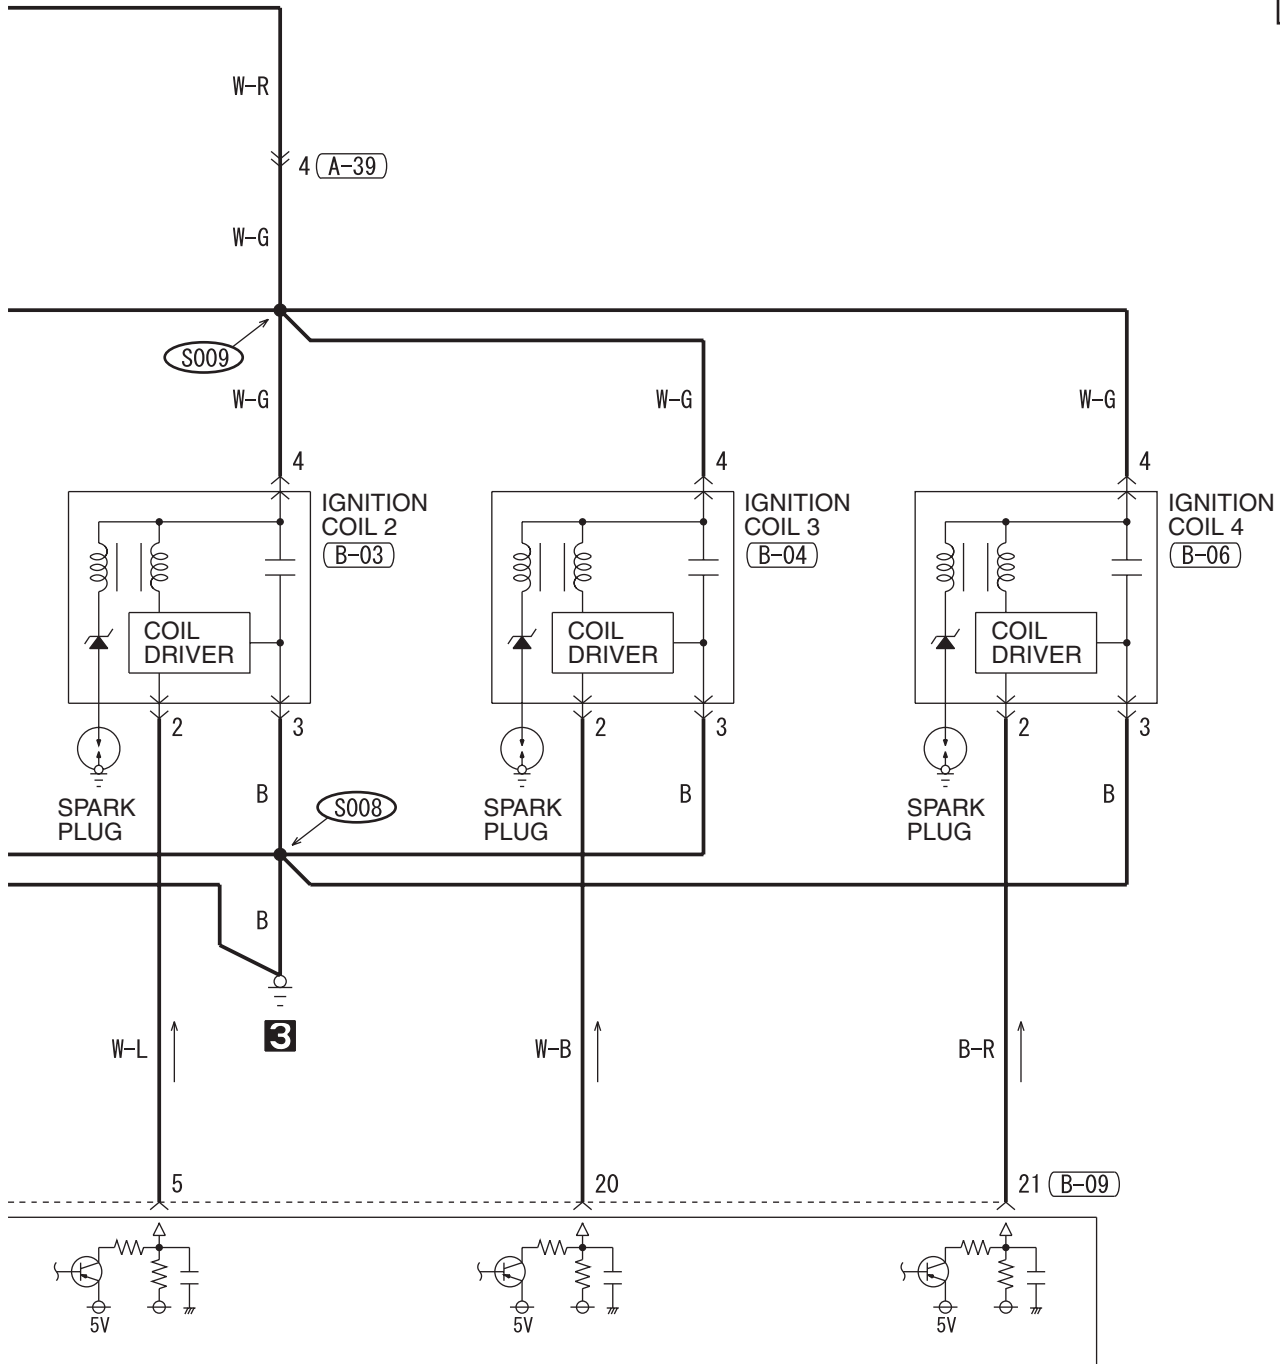 W-R
4 A-39
W-G
S009
W-G
W-G
W-G
4
4
4
IGNITION
COIL 2
B-03
IGNITION
COIL 3
B-04
IGNITION
COIL 4
B-06
COIL
DRIVER
COIL
DRIVER
COIL
DRIVER
2
3
2
3
2
3
SPARK
PLUG
B
S008
SPARK
PLUG
B
SPARK
PLUG
B
B
3
W-L
W-B
B-R
5
20
21 B-09
5V
5V
5V